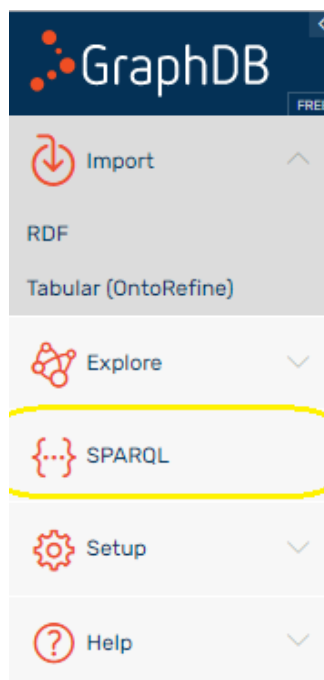 GraphDB
FREE
Import
RDF
Tabular (OntoRefine)
Explore
SPARQL
Setup
Help